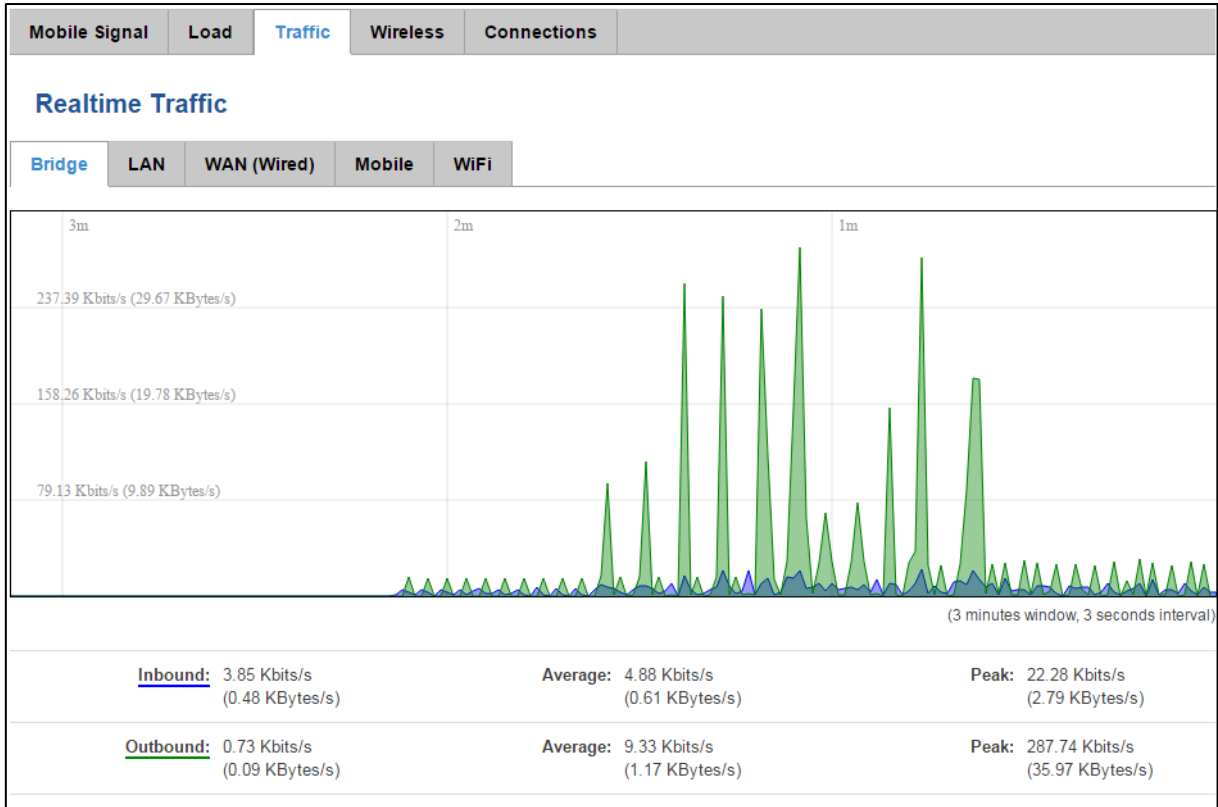 Mobile Signal Load Traffic Wireless Connections
Realtime Traffic
Bridge LAN WAN (Wired) Mobile WiFi
3m 2m 1m
237.39 Kbits/s (29.67 KBytes/s)
158.26 Kbits/s (19.78 KBytes/s)
79.13 Kbits/s (9.89 KBytes/s)
(3 minutes window, 3 seconds interval)
Inbound: 3.85 Kbits/s Average: 4.88 Kbits/s Peak: 22.28 Kbits/s
(0.48 KBytes/s) (0.61 KBytes/s) (2.79 KBytes/s)
Outbound: 0.73 Kbits/s Average: 9.33 Kbits/s Peak: 287.74 Kbits/s
(0.09 KBytes/s) (1.17 KBytes/s) (35.97 KBytes/s)